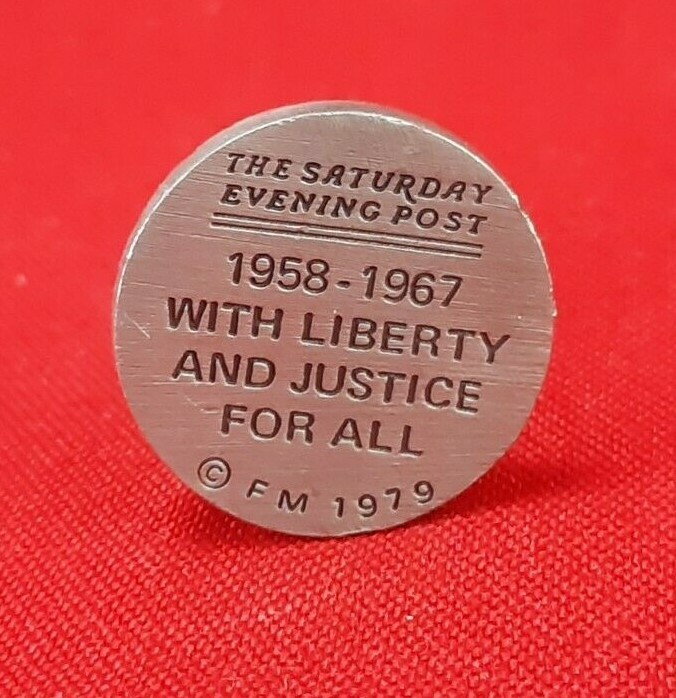 THE SATURDAY
EVENING POST
1958-1967
WITH LIBERTY
AND JUSTICE
FOR ALL
© FM 1979